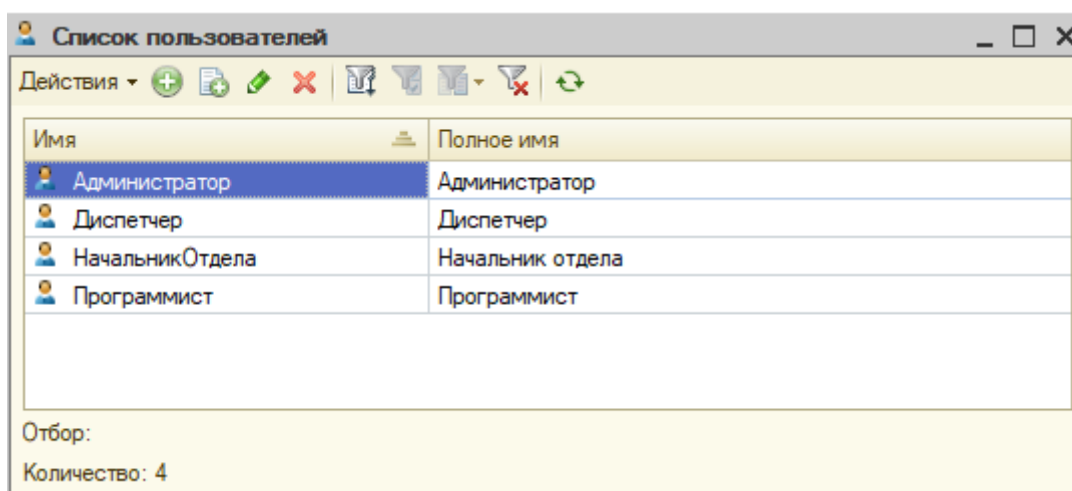 Список пользователей
Действия
Имя Полное имя
Администратор Администратор
Диспетчер Диспетчер
НачальникОтдела Начальник отдела
Программист Программист
Отбор:
Количество: 4